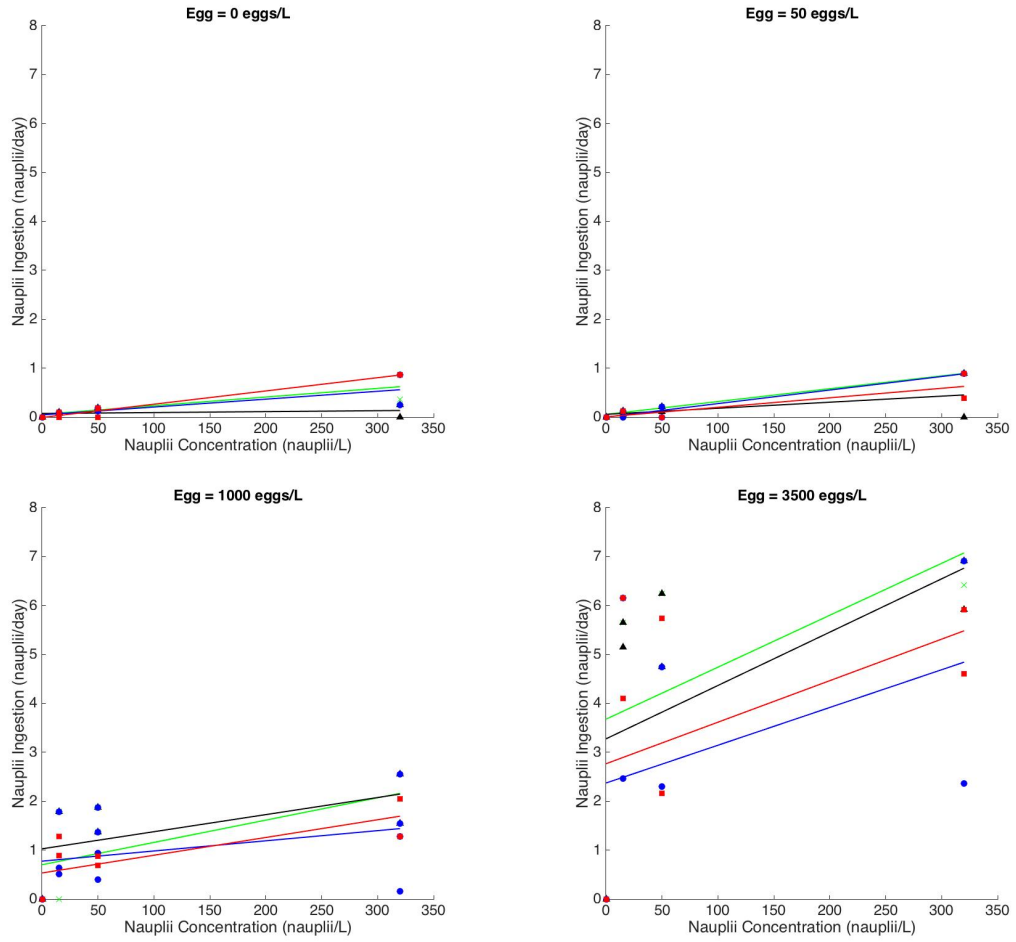 Egg = 0 eggs/L
8
7
6
5
4
3
2
1
0
Nauplii Ingestion (nauplii/day)
0 50 100 150 200 250 300 350
Nauplii Concentration (nauplii/L)
Egg = 50 eggs/L
8
7
6
5
4
3
2
1
0
Nauplii Ingestion (nauplii/day)
0 50 100 150 200 250 300 350
Nauplii Concentration (nauplii/L)
Egg = 1000 eggs/L
8
7
6
5
4
3
2
1
0
Nauplii Ingestion (nauplii/day)
0 50 100 150 200 250 300 350
Nauplii Concentration (nauplii/L)
Egg = 3500 eggs/L
8
7
6
5
4
3
2
1
0
Nauplii Ingestion (nauplii/day)
0 50 100 150 200 250 300 350
Nauplii Concentration (nauplii/L)